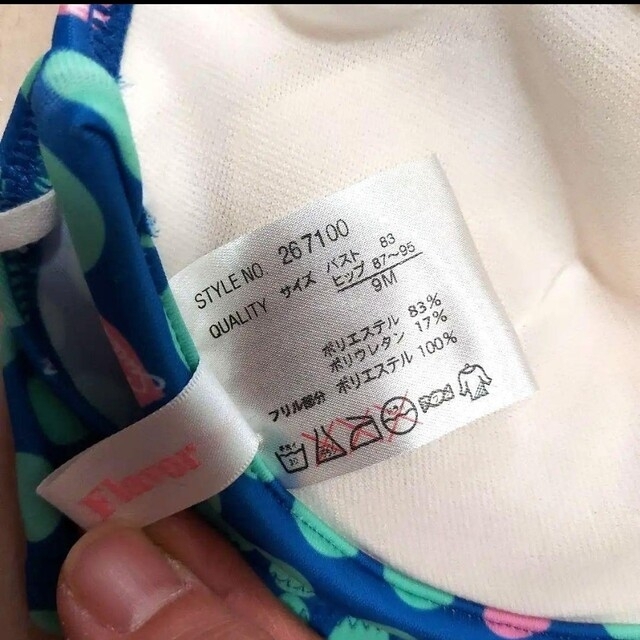 STYLE NO. 267100
QUALITY サイズ バスト 83
ヒップ 87〜95
9M
ポリエステル 83%
ポリウレタン 17%
フリル部分 ポリエステル 100%
Flavor